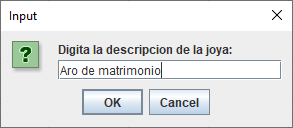 Input
Digita la descripcion de la joya:
Aro de matrimonio
OK Cancel